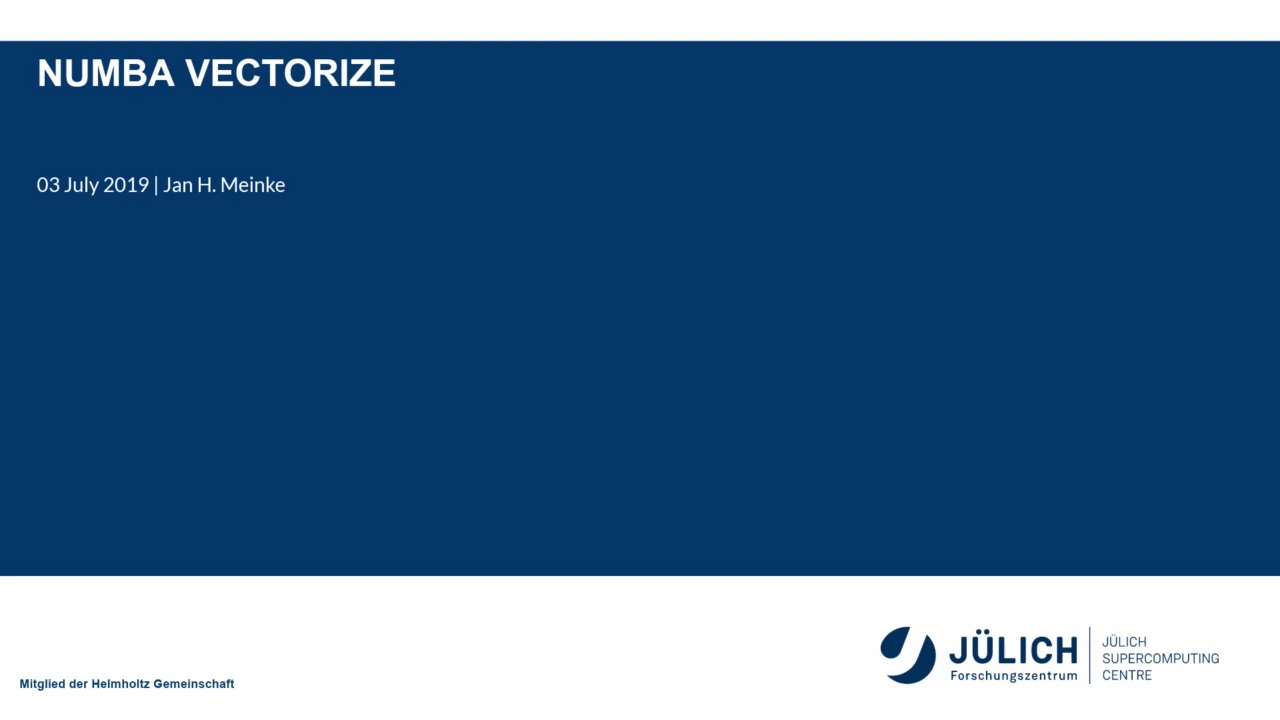 NUMBA VECTORIZE
03 July 2019 | Jan H. Meinke
JÜLICH
Forschungszentrum
JÜLICH
SUPERCOMPUTING
CENTRE
Mitglied der Helmholtz Gemeinschaft